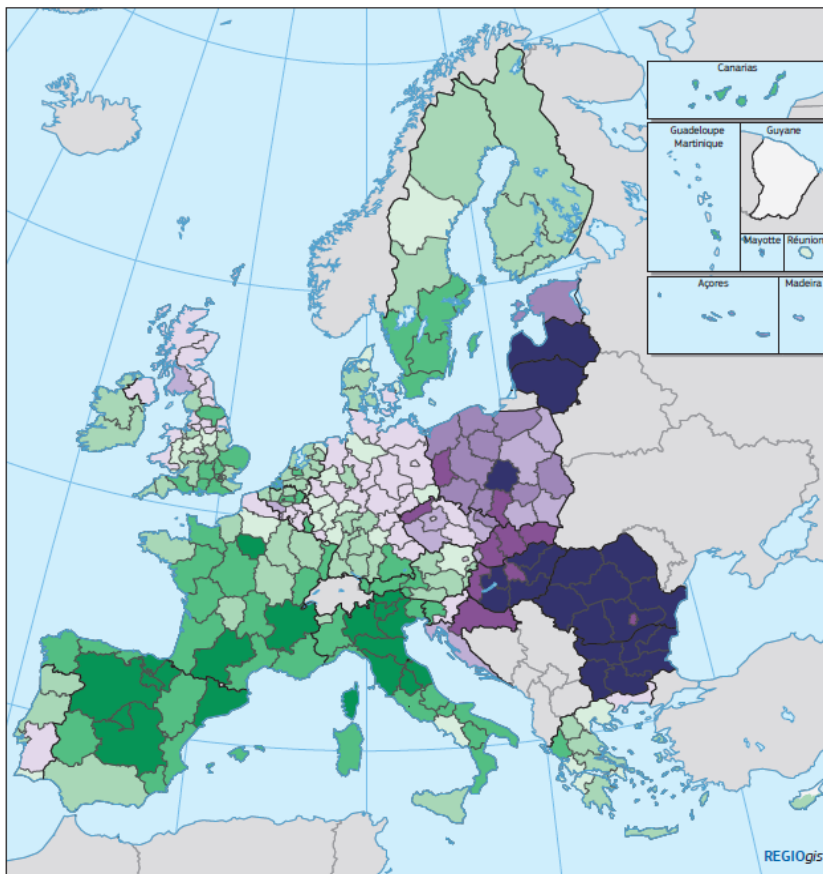 Canarias
Guadeloupe
Martinique
Guyane
Mayotte
Réunion
Açores
Madeira
REGIOgis